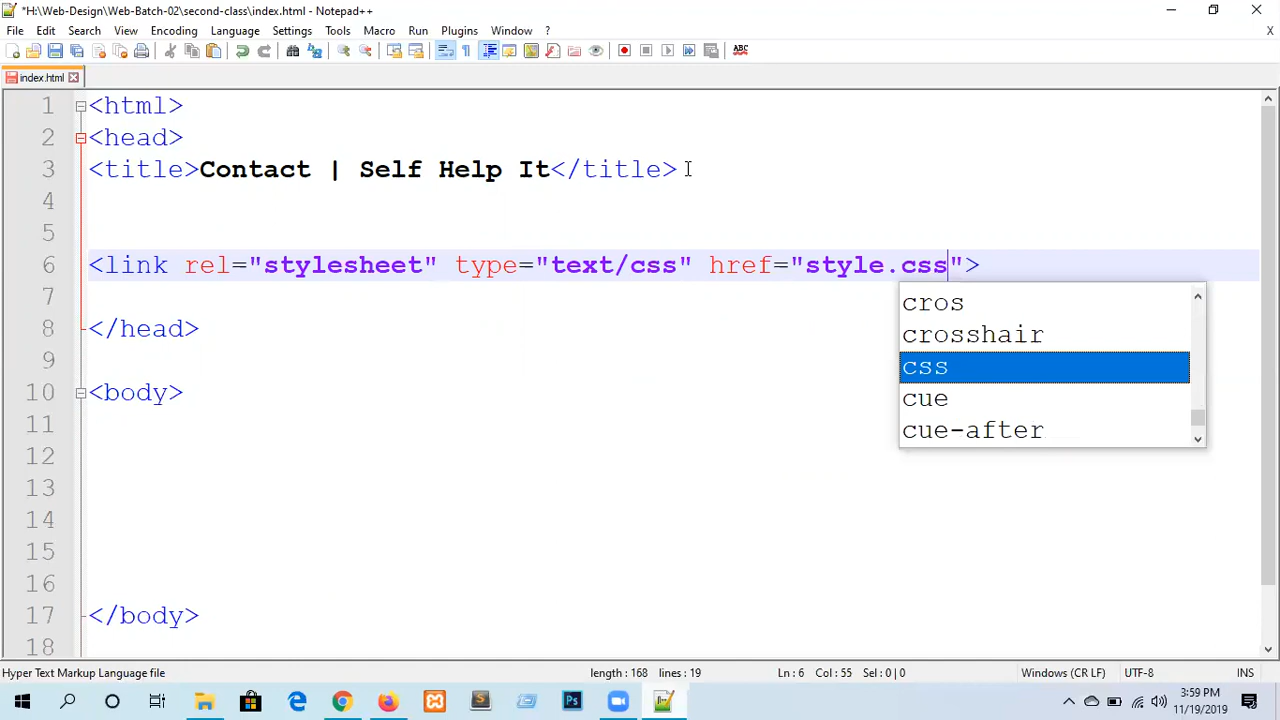 *H:\Web-Design\Web-Batch-02\second-class\index.html - Notepad++
File Edit Search View Encoding Language Settings Tools Macro Run Plugins Window ? X
ABC
index.html
1 <html>
2 <head>
3 <title>Contact | Self Help It</title>
4
5
6 <link rel="stylesheet" type="text/css" href="style.css">
7
cros
8 </head>
crosshair
9
css
10 <body>
cue
11
cue-after
12
13
14
15
16
17 </body>
18
Hyper Text Markup Language file length : 168 lines : 19 Ln : 6 Col : 55 Sel : 0 | 0 Windows (CR LF) UTF-8 INS
Ps
3:59 PM
11/19/2019